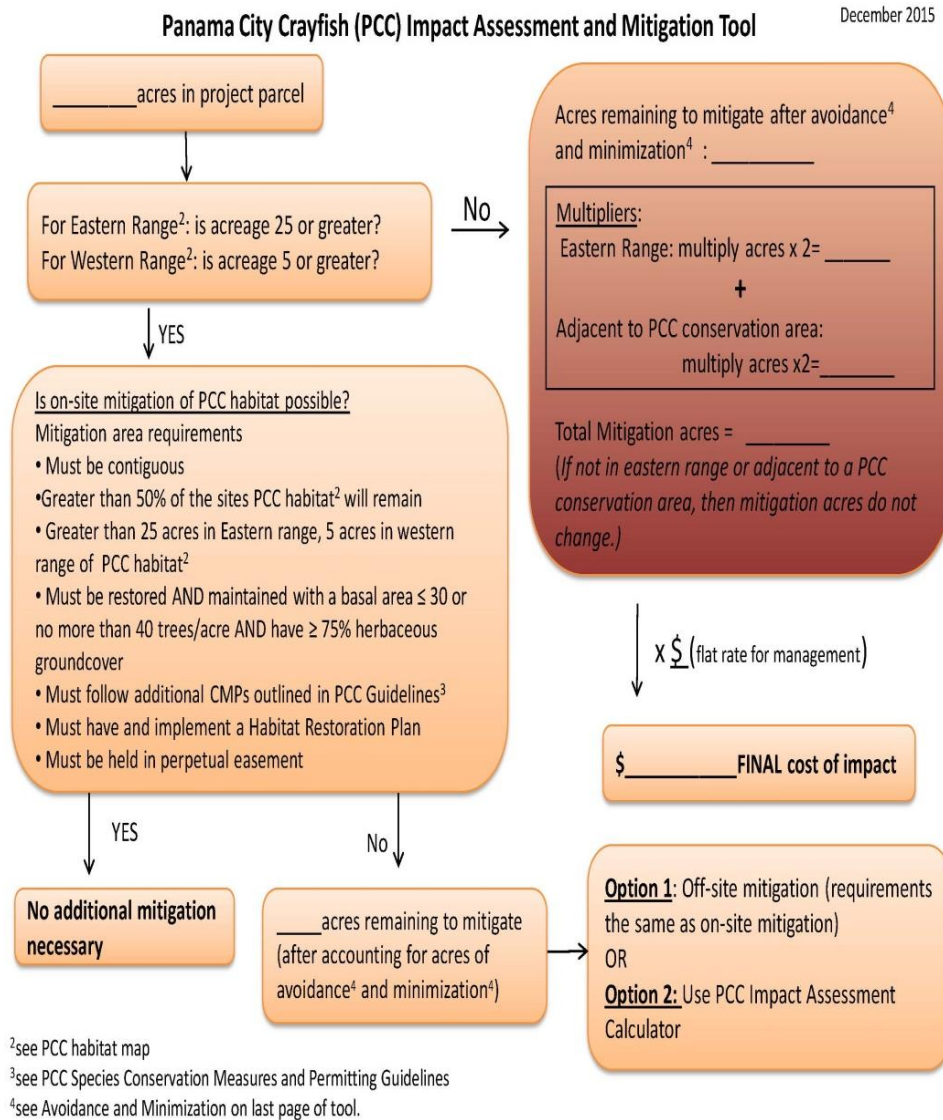 Panama City Crayfish (PCC) Impact Assessment and Mitigation Tool
December 2015
________acres in project parcel
For Eastern Range²: is acreage 25 or greater?
For Western Range²: is acreage 5 or greater?
No
YES
Acres remaining to mitigate after avoidance⁴
and minimization⁴ : __________
Multipliers:
Eastern Range: multiply acres x 2= ______
+
Adjacent to PCC conservation area:
multiply acres x2=________
Total Mitigation acres = ________
(If not in eastern range or adjacent to a PCC
conservation area, then mitigation acres do not
change.)
x $ (flat rate for management)
$____________FINAL cost of impact
Is on-site mitigation of PCC habitat possible?
Mitigation area requirements
• Must be contiguous
•Greater than 50% of the sites PCC habitat² will remain
• Greater than 25 acres in Eastern range, 5 acres in western
range of PCC habitat²
• Must be restored AND maintained with a basal area ≤ 30 or
no more than 40 trees/acre AND have ≥ 75% herbaceous
groundcover
• Must follow additional CMPs outlined in PCC Guidelines³
• Must have and implement a Habitat Restoration Plan
• Must be held in perpetual easement
YES
No
No additional mitigation
necessary
_____acres remaining to mitigate
(after accounting for acres of
avoidance⁴ and minimization⁴)
Option 1: Off-site mitigation (requirements
the same as on-site mitigation)
OR
Option 2: Use PCC Impact Assessment
Calculator
²see PCC habitat map
³see PCC Species Conservation Measures and Permitting Guidelines
⁴see Avoidance and Minimization on last page of tool.